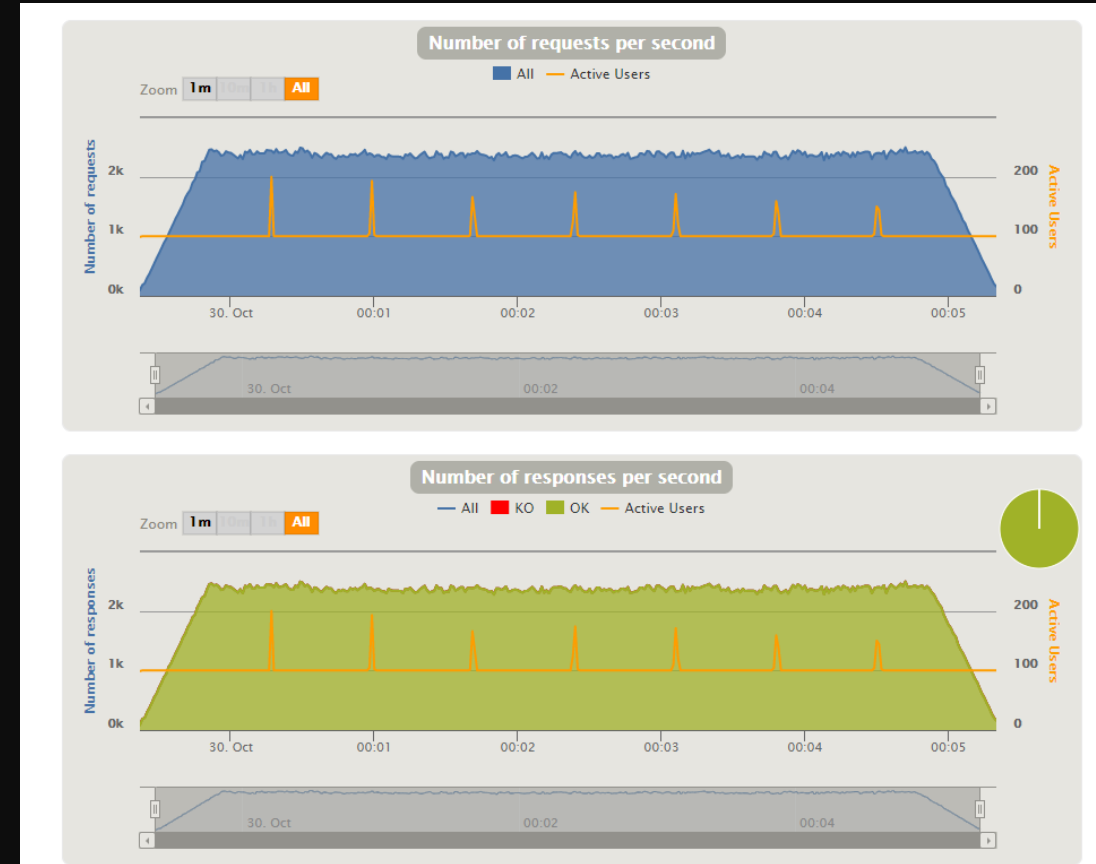 Number of requests per second
All Active Users
Zoom 1m 10m 1h All
Number of requests
2k
1k
0k
200
100
0
Active Users
30. Oct 00:01 00:02 00:03 00:04 00:05
30. Oct 00:02 00:04
Number of responses per second
All KO OK Active Users
Zoom 1m 10m 1h All
Number of responses
2k
1k
0k
200
100
0
Active Users
30. Oct 00:01 00:02 00:03 00:04 00:05
30. Oct 00:02 00:04